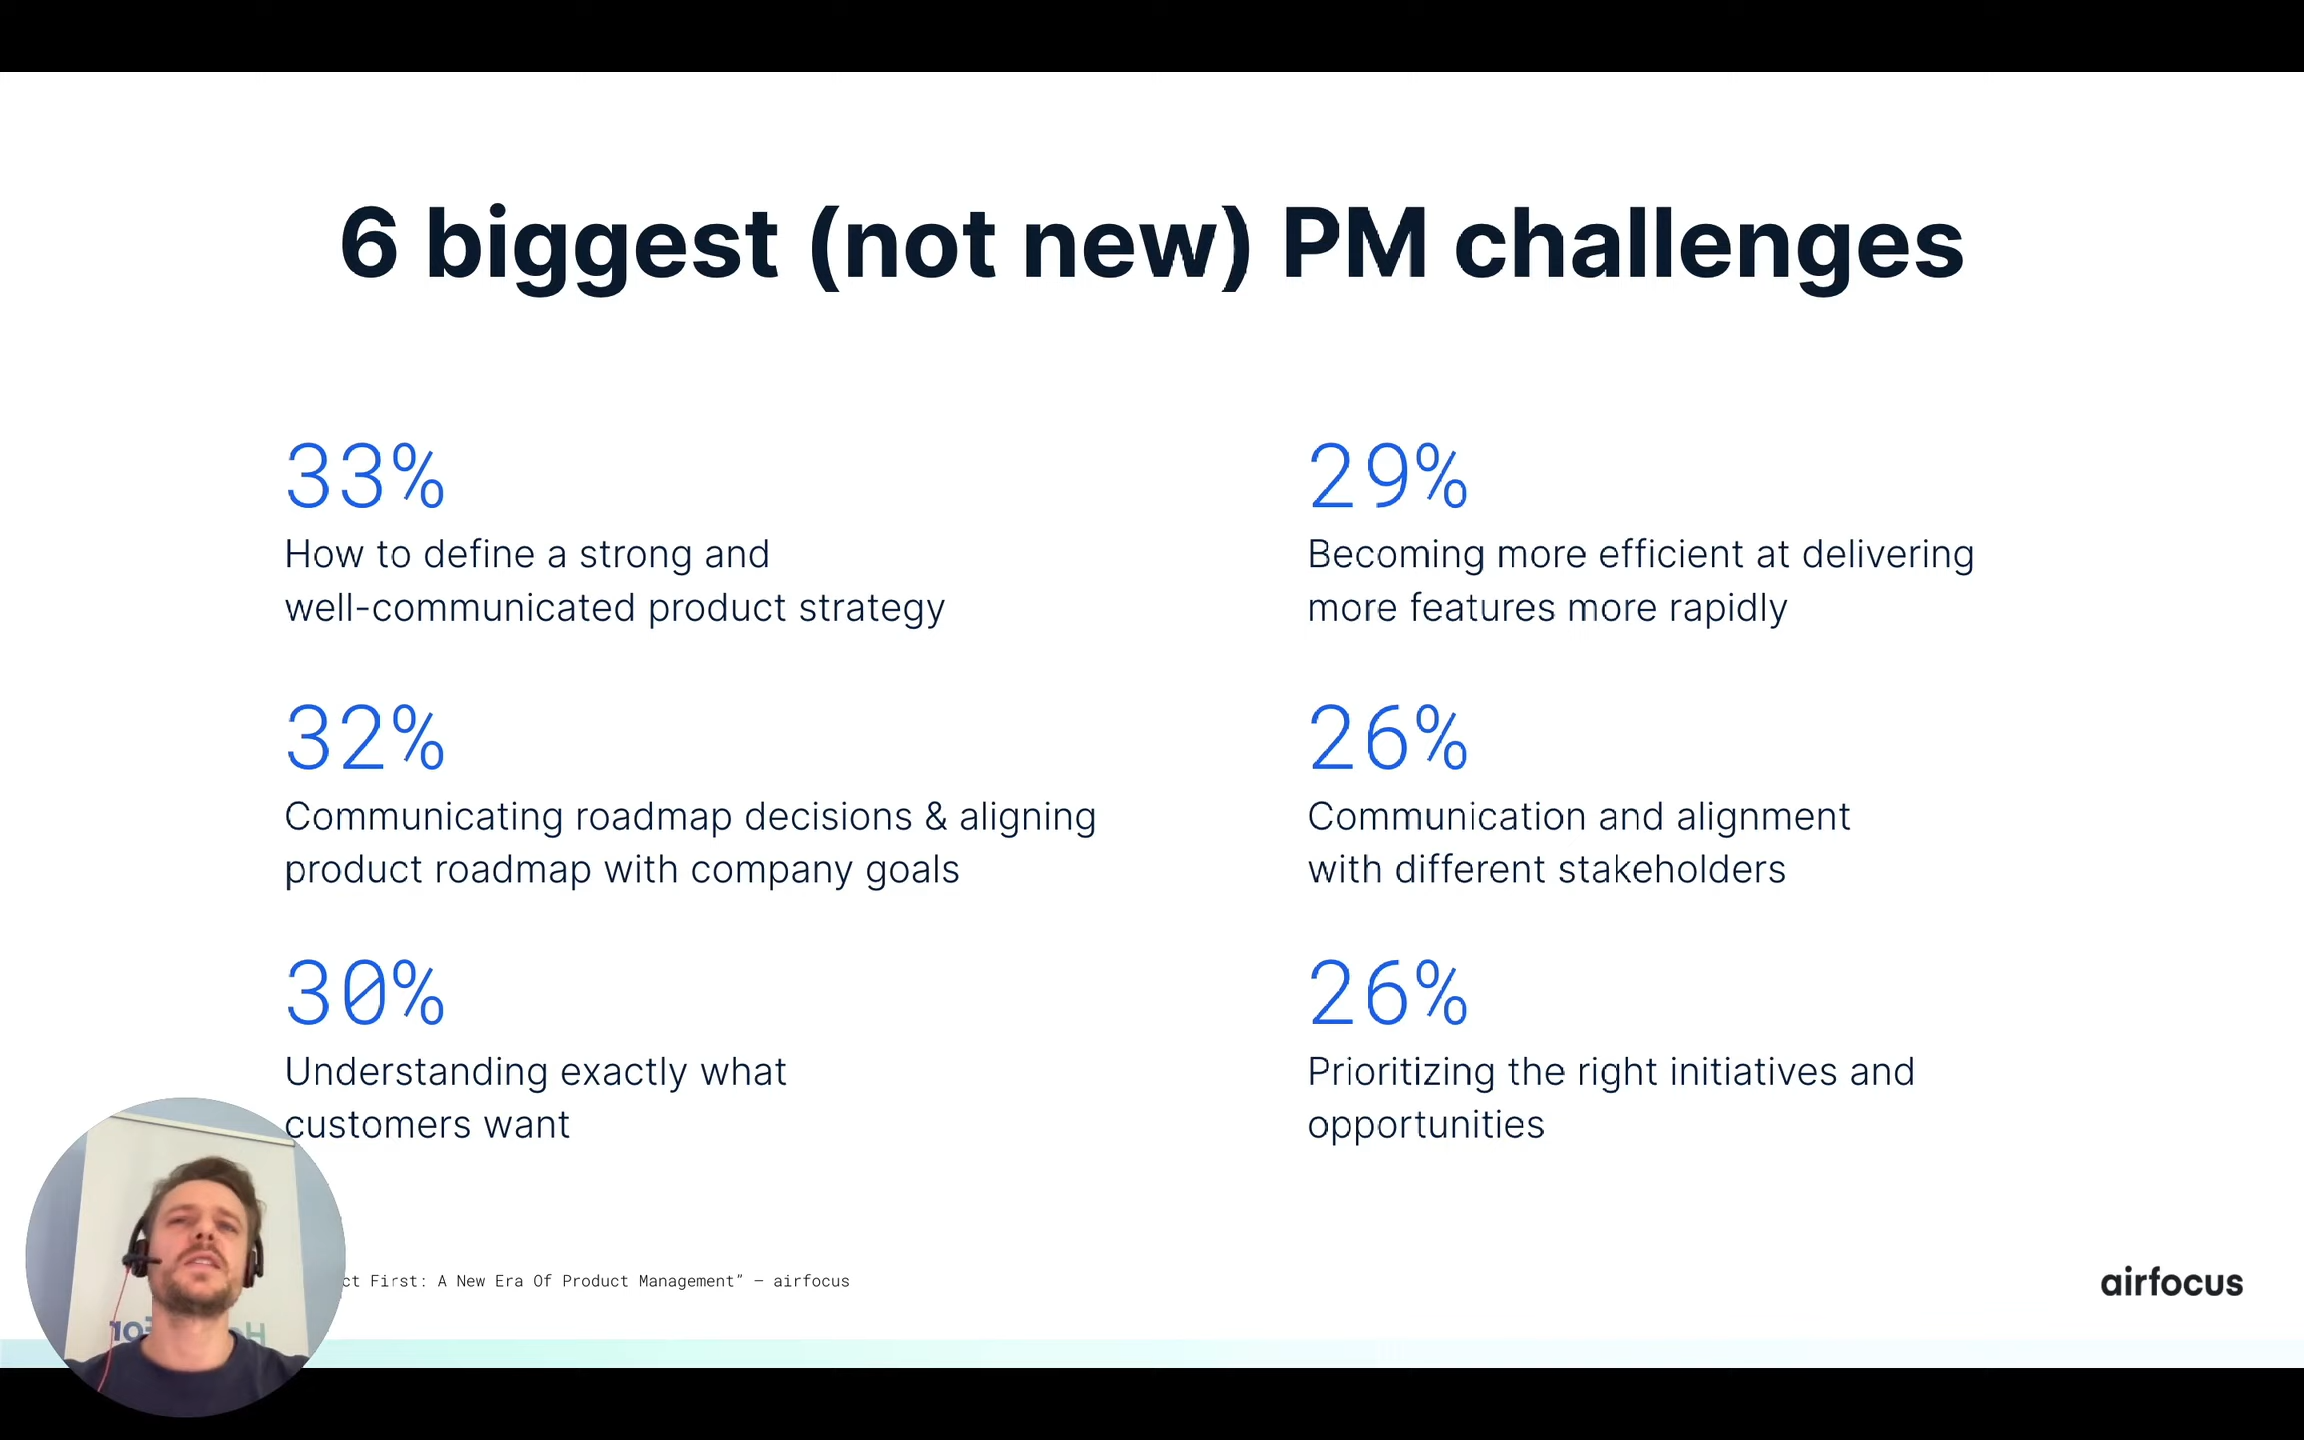 6 biggest (not new) PM challenges
33%
How to define a strong and
well-communicated product strategy
32%
Communicating roadmap decisions & aligning
product roadmap with company goals
30%
Understanding exactly what
customers want
29%
Becoming more efficient at delivering
more features more rapidly
26%
Communication and alignment
with different stakeholders
26%
Prioritizing the right initiatives and
opportunities
First: A New Era Of Product Management” — airfocus
airfocus